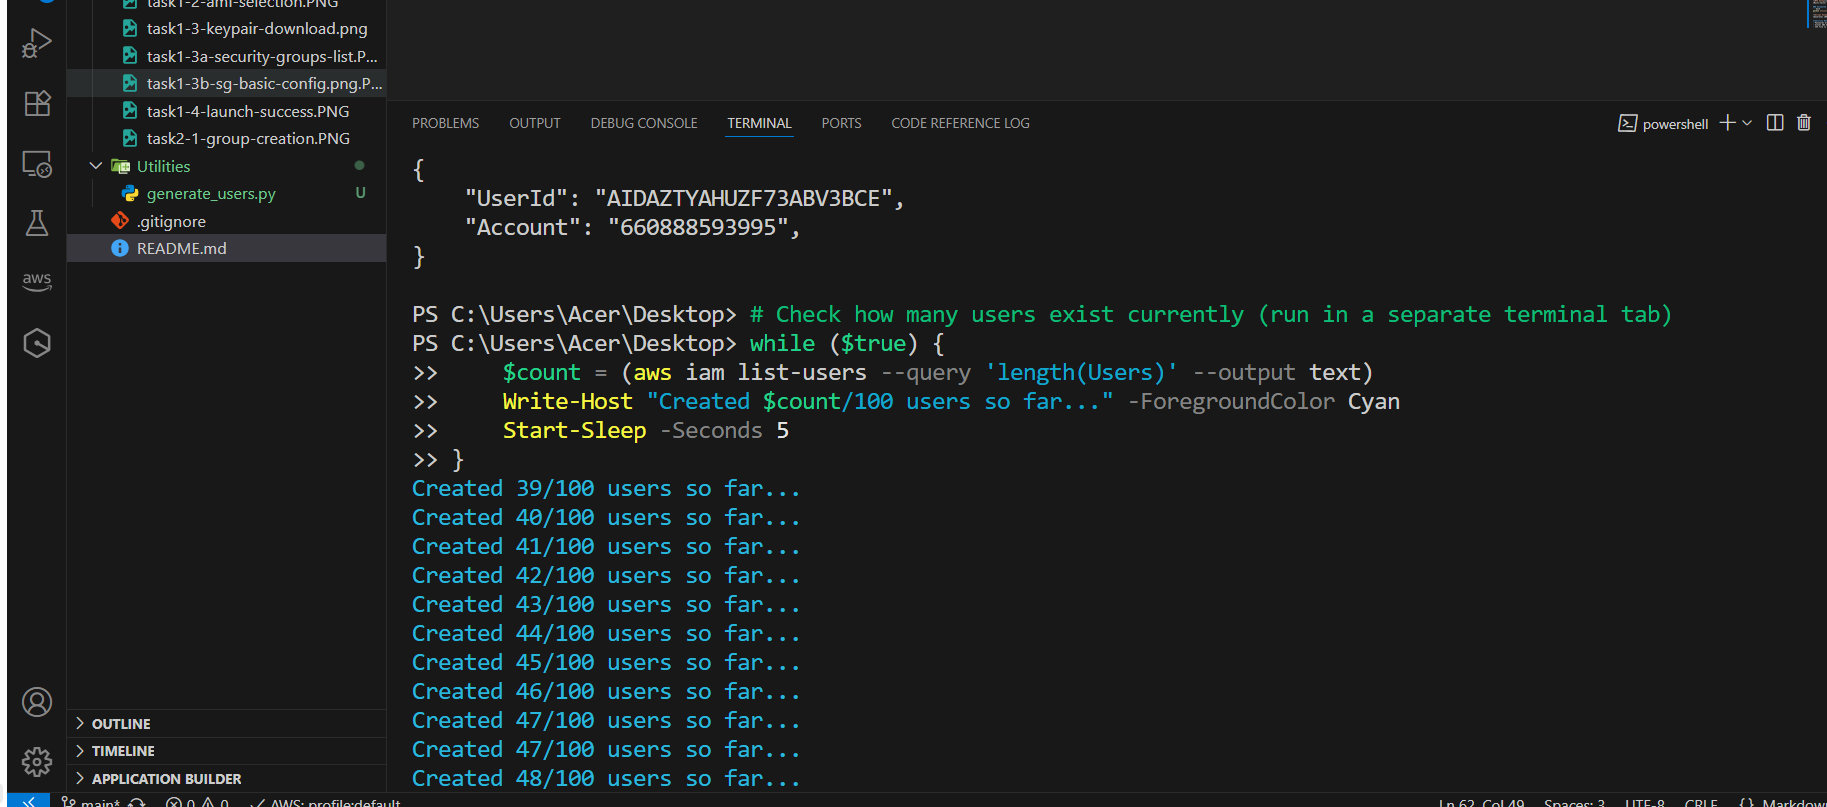 task1-2-ami-selection.PNG
task1-3-keypair-download.png
task1-3a-security-groups-list.P...
task1-3b-sg-basic-config.png.P...
task1-4-launch-success.PNG
task2-1-group-creation.PNG
Utilities
generate_users.py U
.gitignore
README.md
aws
OUTLINE
TIMELINE
APPLICATION BUILDER
PROBLEMS OUTPUT DEBUG CONSOLE TERMINAL PORTS CODE REFERENCE LOG
powershell
{
"UserId": "AIDAZTYAHUZF73ABV3BCE",
"Account": "660888593995",
}
PS C:\Users\Acer\Desktop> # Check how many users exist currently (run in a separate terminal tab)
PS C:\Users\Acer\Desktop> while ($true) {
>> $count = (aws iam list-users --query 'length(Users)' --output text)
>> Write-Host "Created $count/100 users so far..." -ForegroundColor Cyan
>> Start-Sleep -Seconds 5
>> }
Created 39/100 users so far...
Created 40/100 users so far...
Created 41/100 users so far...
Created 42/100 users so far...
Created 43/100 users so far...
Created 44/100 users so far...
Created 45/100 users so far...
Created 46/100 users so far...
Created 47/100 users so far...
Created 47/100 users so far...
Created 48/100 users so far...
main* 0 0 AWS: profile:default Ln 62, Col 49 Spaces: 3 UTF-8 CRLF {} Markdown